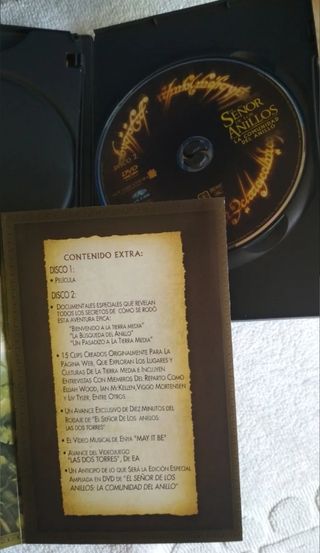 EL
SEÑOR
DE LOS
ANILLOS
LA COMUNIDAD
DEL ANILLO
DISCO 2
DVD
CONTENIDO EXTRA:
DISCO 1:
• PELÍCULA
DISCO 2:
• DOCUMENTALES ESPECIALES QUE REVELAN
TODOS LOS SECRETOS DE CÓMO SE RODÓ
ESTA AVENTURA ÉPICA:
"BIENVENIDO A LA TIERRA MEDIA"
"LA BÚSQUEDA DEL ANILLO"
"UN PASADIZO A LA TIERRA MEDIA"
• 15 CLIPS CREADOS ORIGINALMENTE PARA LA
PÁGINA WEB, QUE EXPLORAN LOS LUGARES Y
CULTURAS DE LA TIERRA MEDIA E INCLUYEN
ENTREVISTAS CON MIEMBROS DEL REPARTO COMO
ELIJAH WOOD, IAN MCKELLEN, VIGGO MORTENSEN
Y LIV TYLER, ENTRE OTROS
• UN AVANCE EXCLUSIVO DE DIEZ MINUTOS DEL
RODAJE DE "EL SEÑOR DE LOS ANILLOS:
LAS DOS TORRES"
• EL VÍDEO MUSICAL DE ENYA "MAY IT BE"
• AVANCE DEL VIDEOJUEGO
"LAS DOS TORRES", DE EA
• UN ANTICIPO DE LO QUE SERÁ LA EDICIÓN ESPECIAL
AMPLIADA EN DVD DE "EL SEÑOR DE LOS
ANILLOS: LA COMUNIDAD DEL ANILLO"